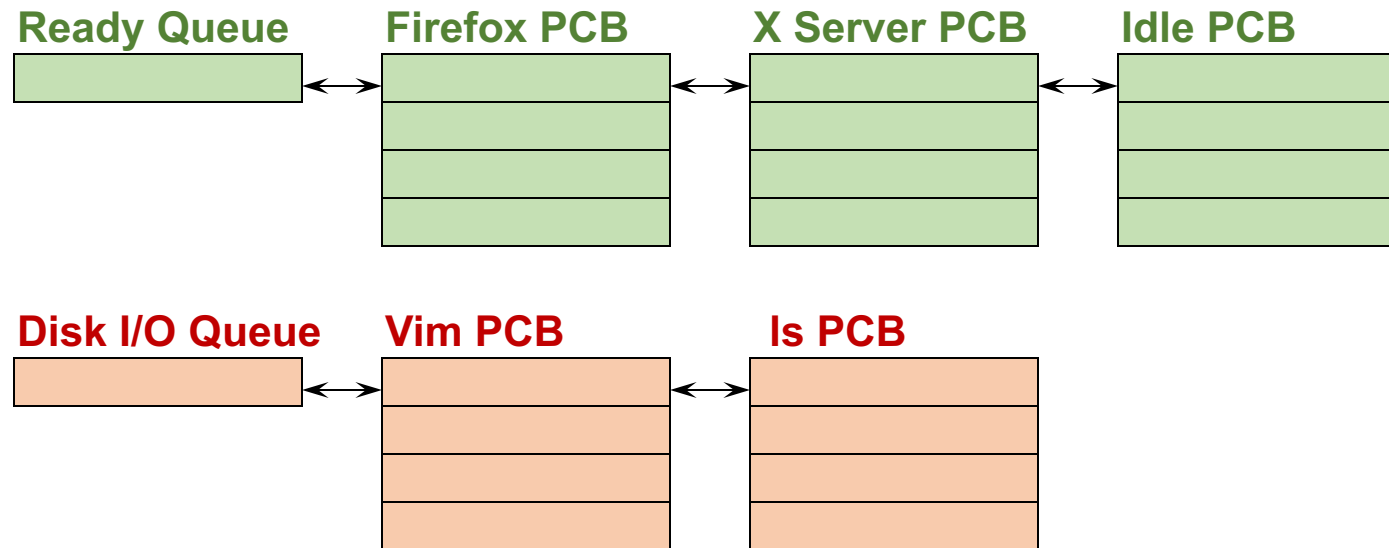 Ready Queue Firefox PCB X Server PCB Idle PCB
Disk I/O Queue Vim PCB ls PCB